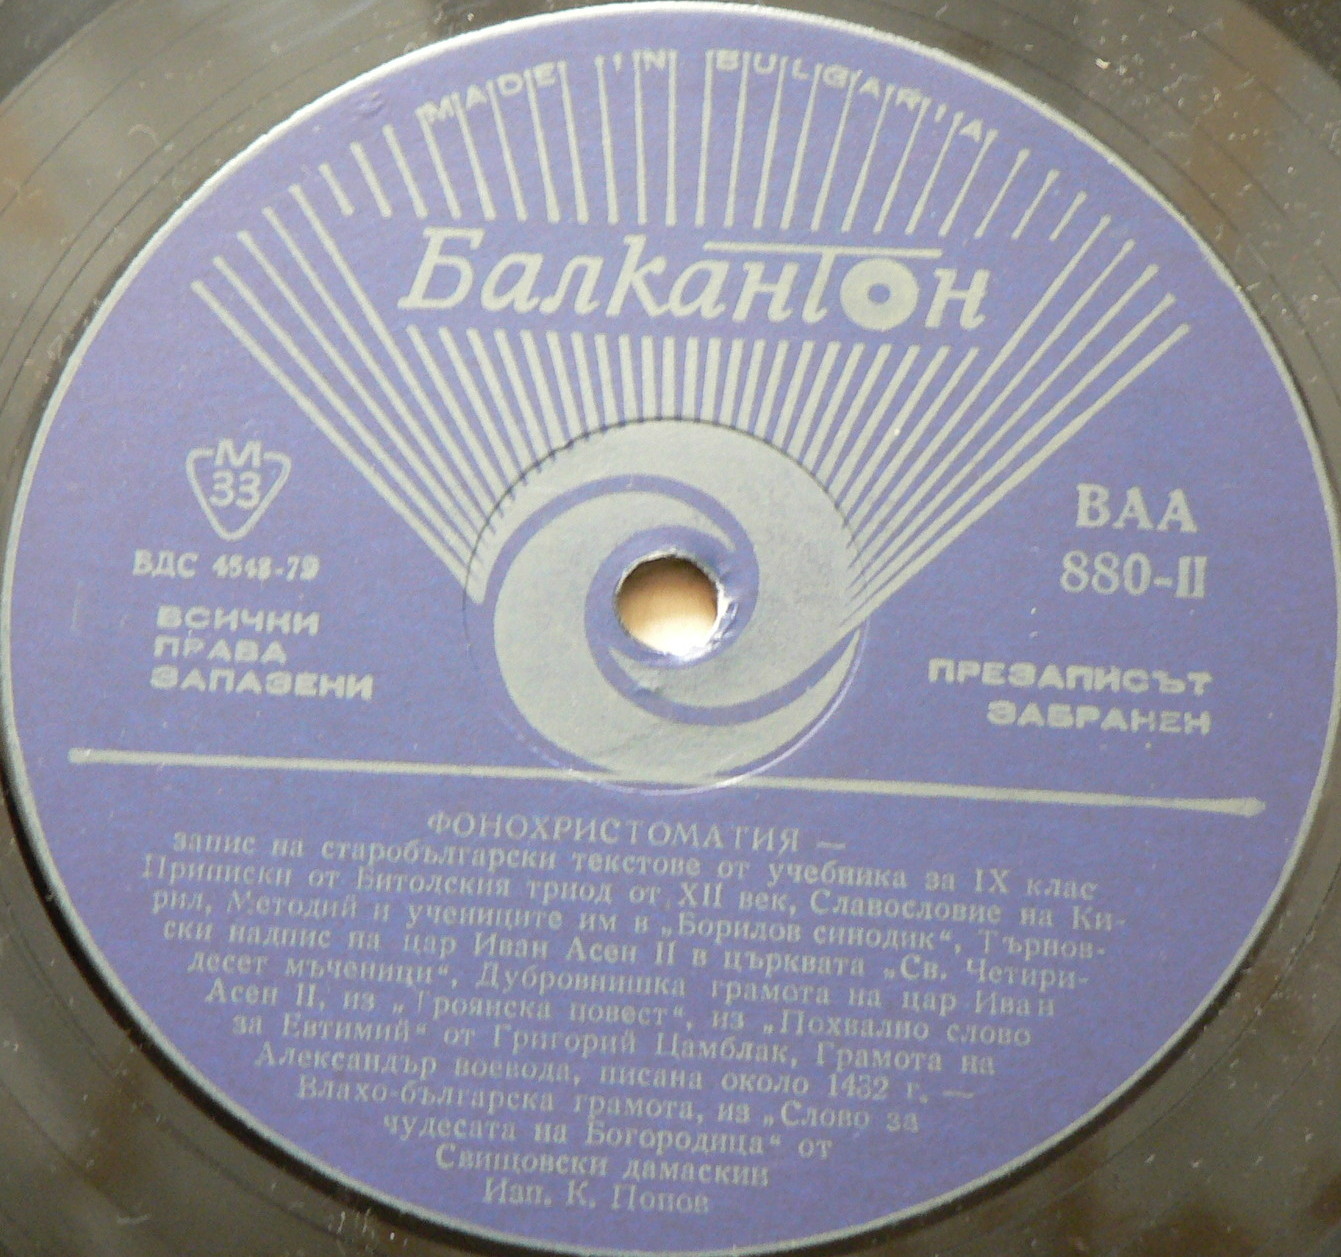 MADE IN BULGARIA
Балкантон
М
33
ВДС 4548-79
ВСИЧКИ
ПРАВА
ЗАПАЗЕНИ
ВАА
880-II
ПРЕЗАПИСЪТ
ЗАБРАНЕН
ФОНОХРИСТОМАТИЯ —
запис на старобългарски текстове от учебника за IX клас
Приписки от Битолския триод от XII век, Славословие на Ки-
рил, Методий и учениците им в „Борилов синодик“, Търнов-
ски надпис на цар Иван Асен II в църквата „Св. Четири-
десет мъченици“, Дубровнишка грамота на цар Иван
Асен II, из „Троянска повест“, из „Похвално слово
за Евтимий“ от Григорий Цамблак, Грамота на
Александър воевода, писана около 1432 г. —
Влахо-българска грамота, из „Слово за
чудесата на Богородица“ от
Свищовски дамаскин
Изп. К. Попов